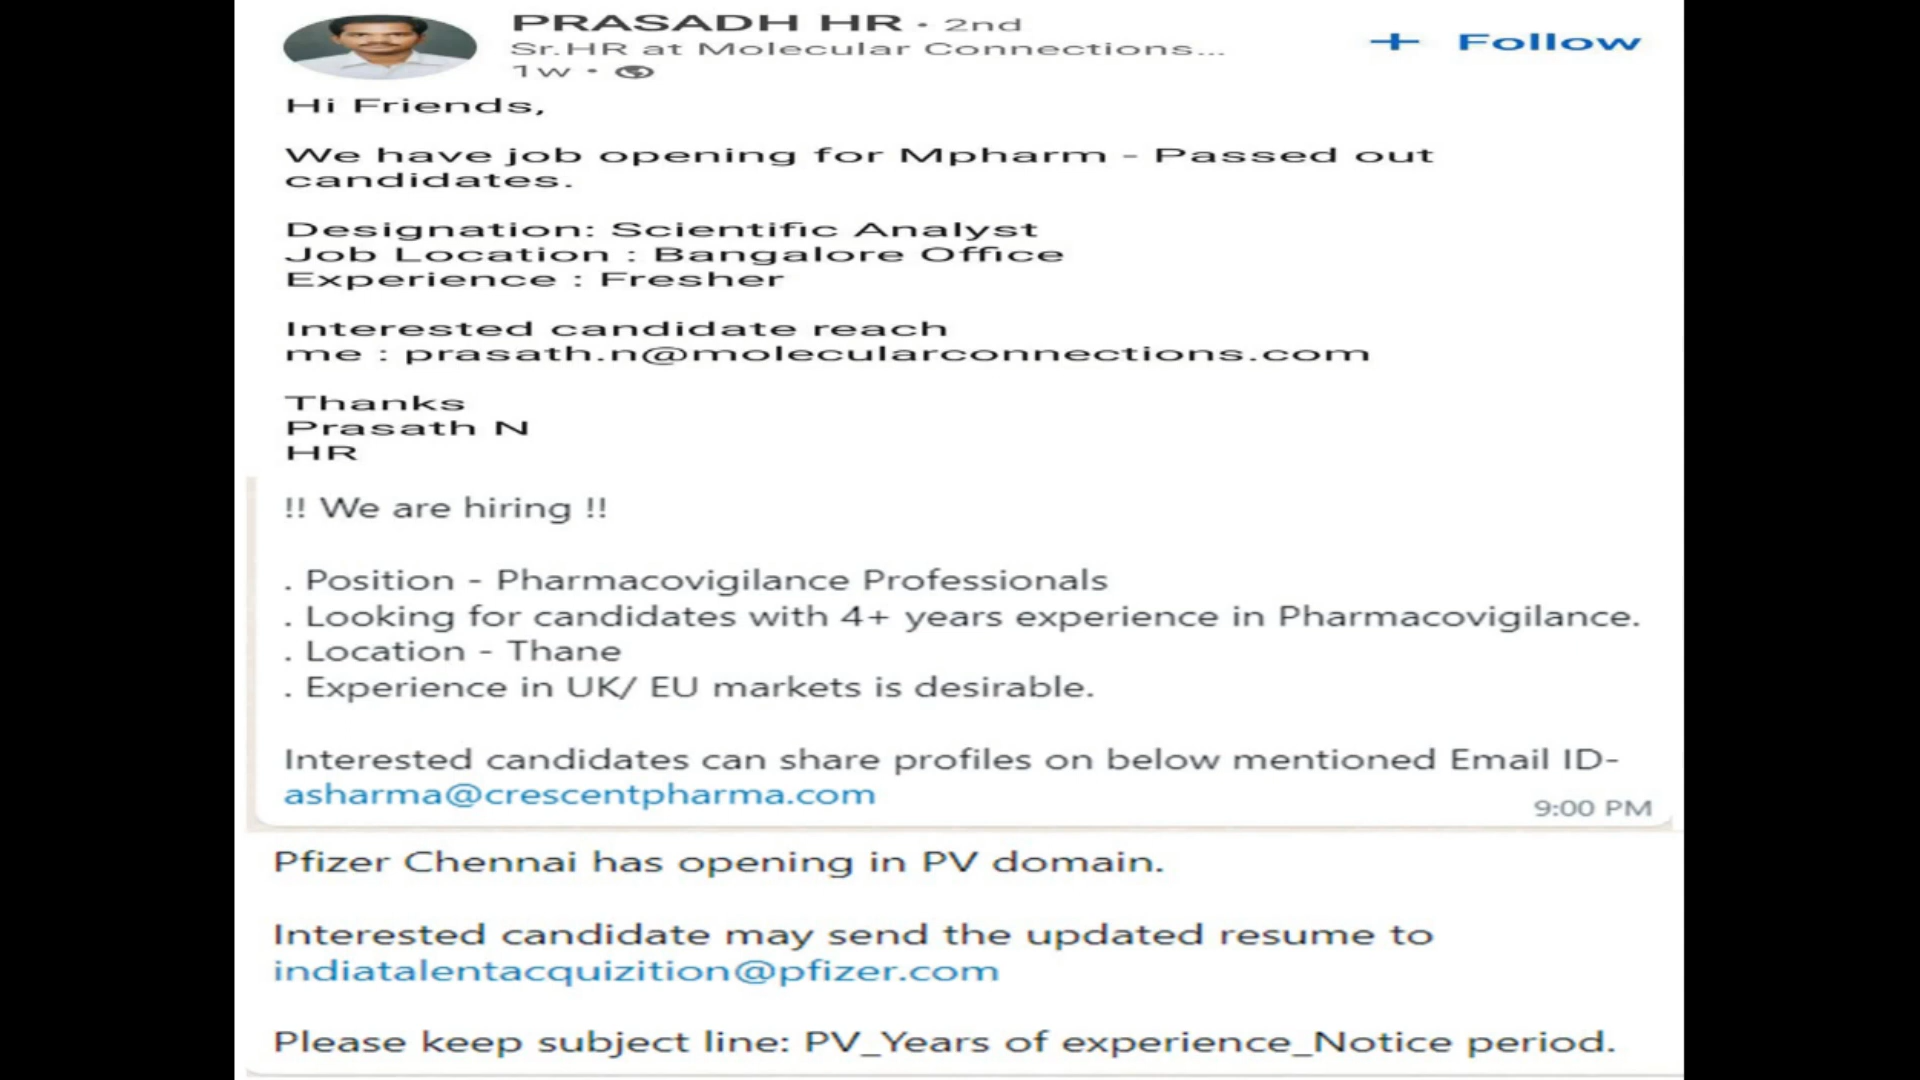 PRASADH HR • 2nd
Sr.HR at Molecular Connections...
1w •
+ Follow
Hi Friends,
We have job opening for Mpharm - Passed out
candidates.
Designation: Scientific Analyst
Job Location : Bangalore Office
Experience : Fresher
Interested candidate reach
me : prasath.n@molecularconnections.com
Thanks
Prasath N
HR
!! We are hiring !!
. Position - Pharmacovigilance Professionals
. Looking for candidates with 4+ years experience in Pharmacovigilance.
. Location - Thane
. Experience in UK/ EU markets is desirable.
Interested candidates can share profiles on below mentioned Email ID-
asharma@crescentpharma.com
9:00 PM
Pfizer Chennai has opening in PV domain.
Interested candidate may send the updated resume to
indiatalentacquizition@pfizer.com
Please keep subject line: PV_Years of experience_Notice period.